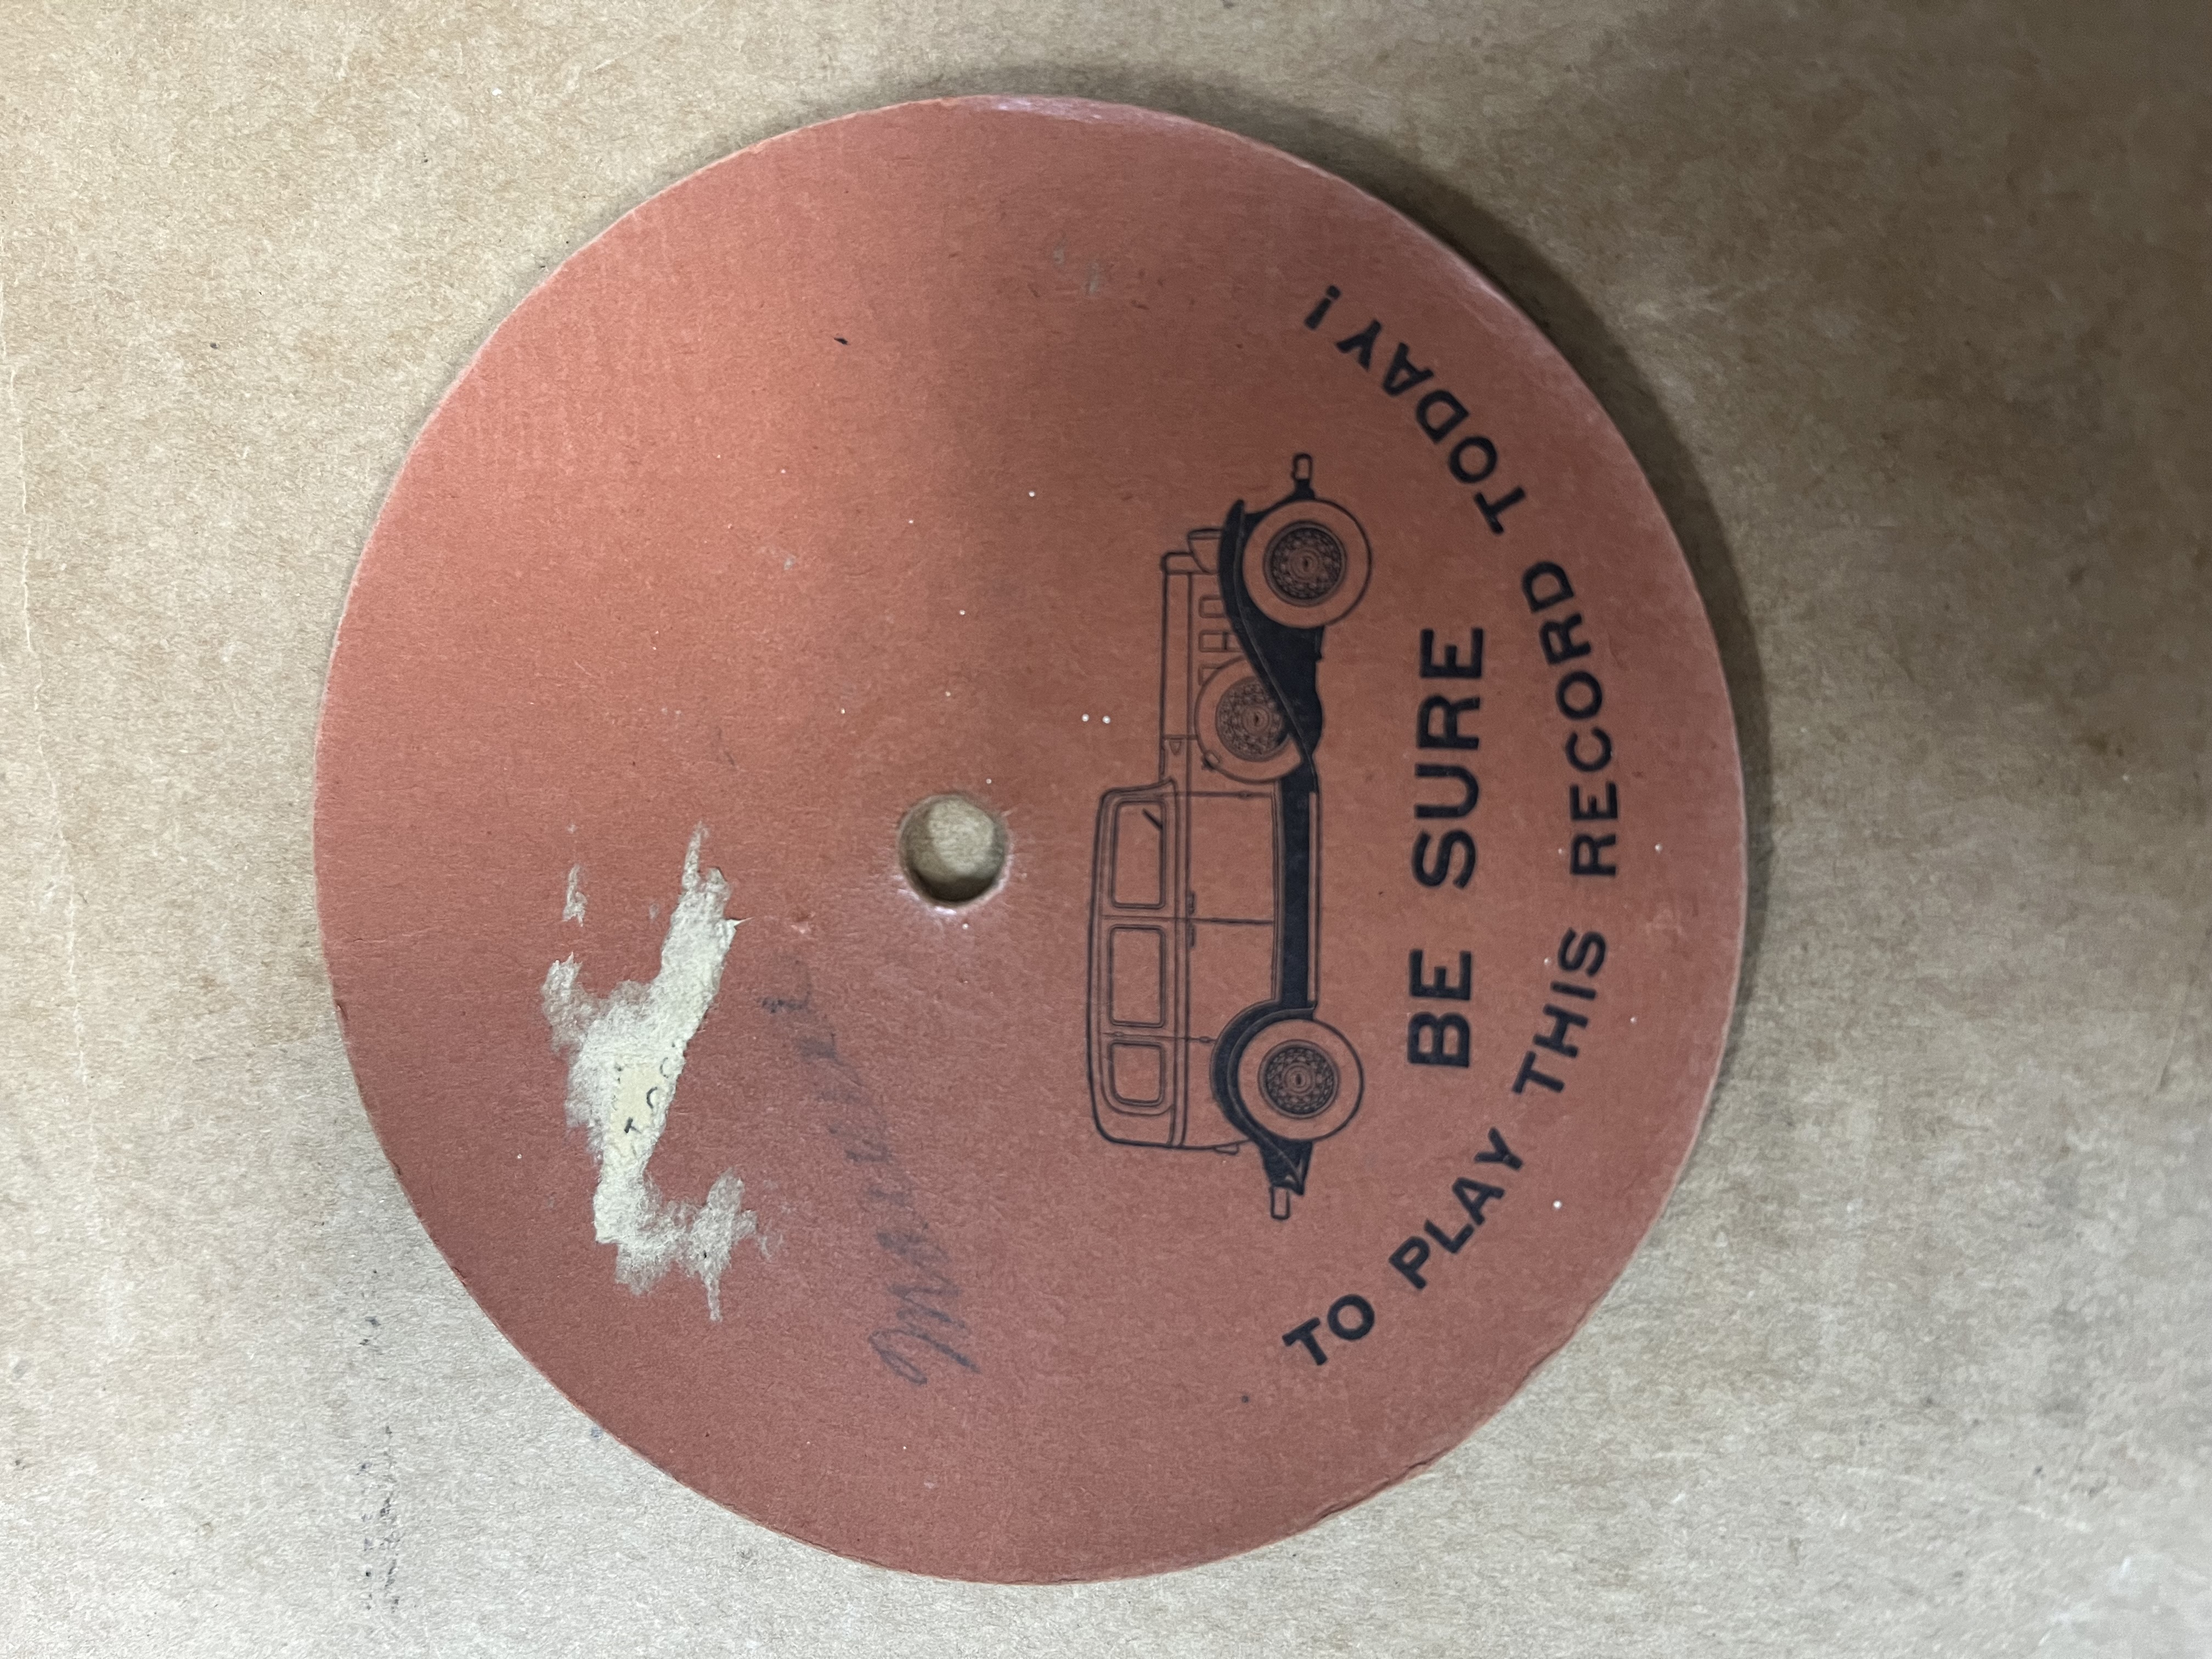 BE SURE
TO PLAY THIS RECORD TODAY!